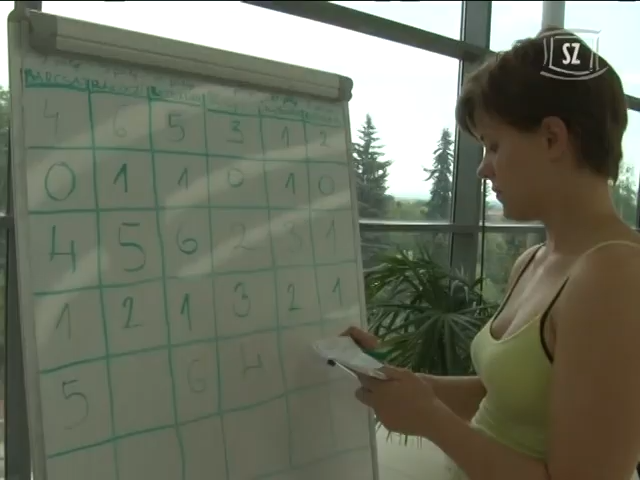 SZ
4 6 5 3 1 2
0 1 1 0 1 0
4 5 6 2 3 1
1 2 1 3 2 1
5 6 4